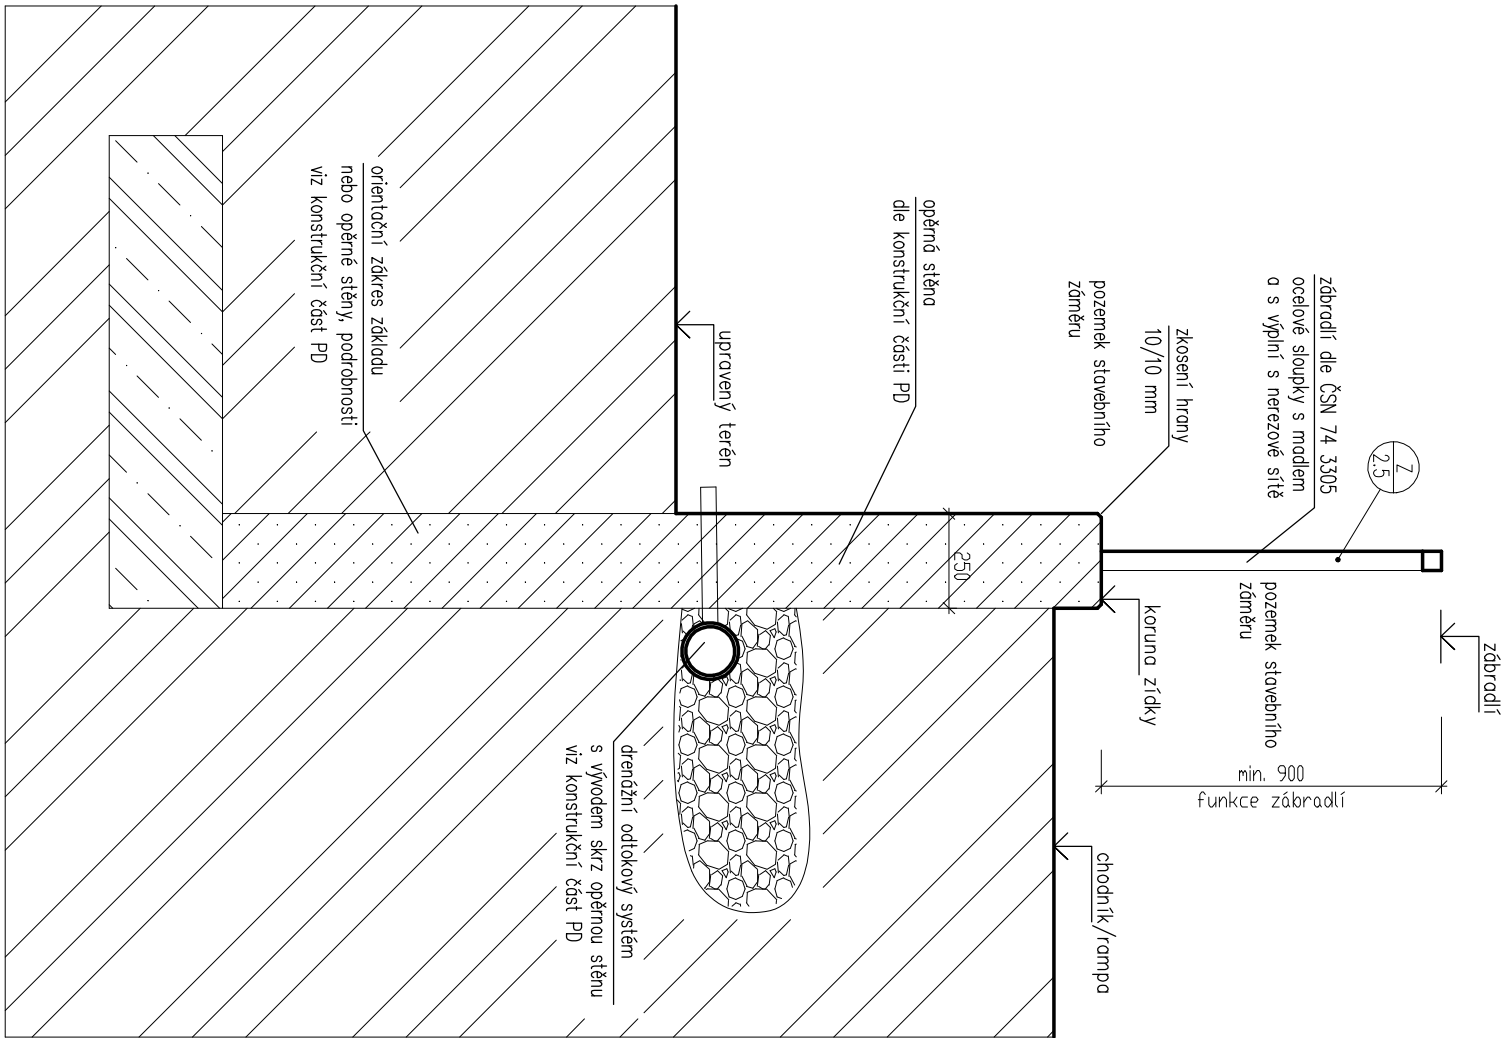 zábradlí
min. 900
funkce zábradlí
Z
2.5
zábradlí dle ČSN 74 3305
ocelové sloupky s madlem
a s výplní s nerezové sítě
pozemek stavebního
záměru
zkosení hrany
10/10 mm
koruna zídky
pozemek stavebního
záměru
chodník/rampa
opěrná stěna
dle konstrukční části PD
250
upravený terén
drenážní odtokový systém
s vývodem skrz opěrnou stěnu
viz konstrukční část PD
orientační zákres základu
nebo opěrné stěny, podrobnosti
viz konstrukční část PD